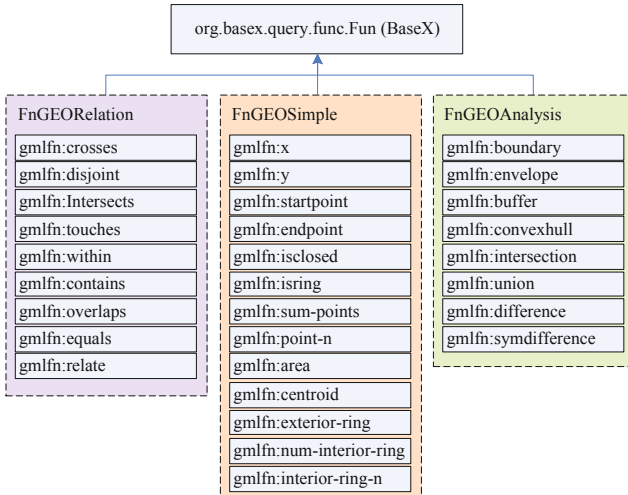 org.basex.query.func.Fun (BaseX)
FnGEORelation
gmlfn:crosses
gmlfn:disjoint
gmlfn:Intersects
gmlfn:touches
gmlfn:within
gmlfn:contains
gmlfn:overlaps
gmlfn:equals
gmlfn:relate
FnGEOSimple
gmlfn:x
gmlfn:y
gmlfn:startpoint
gmlfn:endpoint
gmlfn:isclosed
gmlfn:isring
gmlfn:sum-points
gmlfn:point-n
gmlfn:area
gmlfn:centroid
gmlfn:exterior-ring
gmlfn:num-interior-ring
gmlfn:interior-ring-n
FnGEOAnalysis
gmlfn:boundary
gmlfn:envelope
gmlfn:buffer
gmlfn:convexhull
gmlfn:intersection
gmlfn:union
gmlfn:difference
gmlfn:symdifference